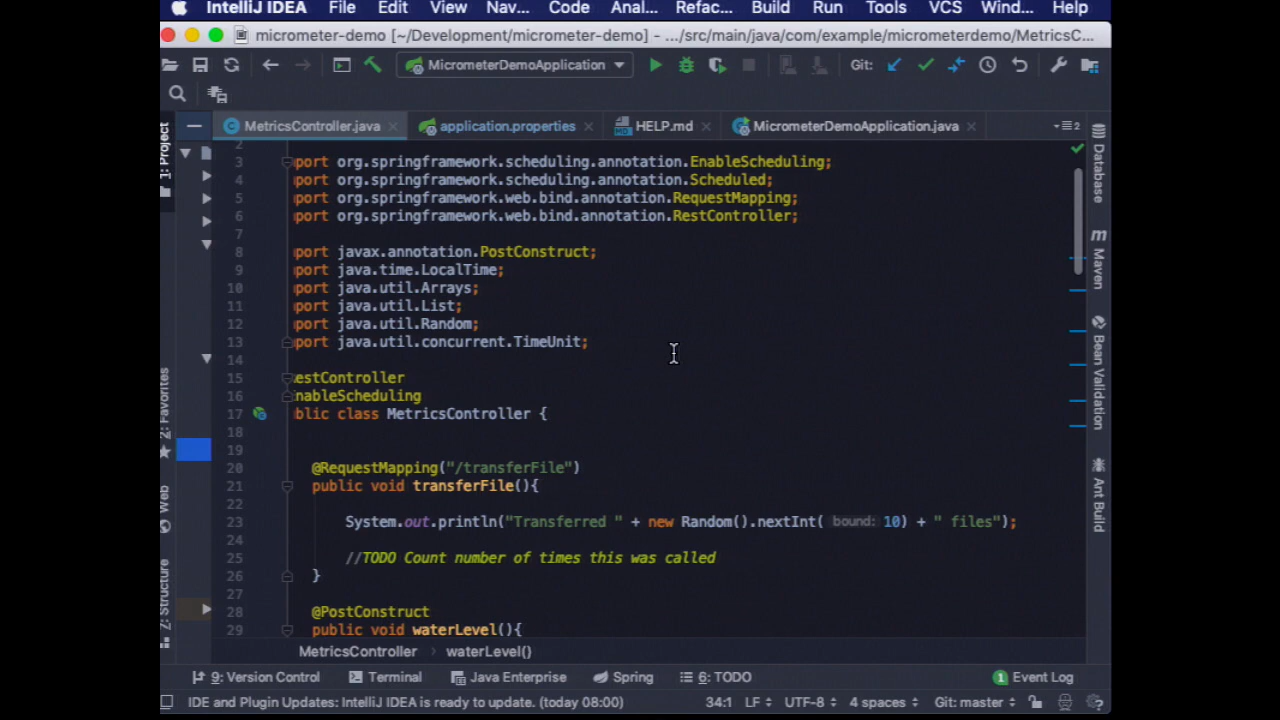 IntelliJ IDEA File Edit View Nav... Code Anal... Refac... Build Run Tools VCS Wind... Help
micrometer-demo [~/Development/micrometer-demo] - .../src/main/java/com/example/micrometerdemo/MetricsC...
MicrometerDemoApplication Git:
1: Project
MetricsController.java application.properties HELP.md MicrometerDemoApplication.java 2
2
3 port org.springframework.scheduling.annotation.EnableScheduling;
4 port org.springframework.scheduling.annotation.Scheduled;
5 port org.springframework.web.bind.annotation.RequestMapping;
6 port org.springframework.web.bind.annotation.RestController;
7
8 port javax.annotation.PostConstruct;
9 port java.time.LocalTime;
10 port java.util.Arrays;
11 port java.util.List;
12 port java.util.Random;
13 port java.util.concurrent.TimeUnit;
14
15 estController
16 nableScheduling
17 blic class MetricsController {
18
19
20 @RequestMapping("/transferFile")
21 public void transferFile(){
22
23 System.out.println("Transferred " + new Random().nextInt( bound: 10) + " files");
24
25 //TODO Count number of times this was called
26 }
27
28 @PostConstruct
29 public void waterLevel(){
MetricsController › waterLevel()
2: Favorites
Web
7: Structure
Database
Maven
Bean Validation
Ant Build
9: Version Control Terminal Java Enterprise Spring 6: TODO 1 Event Log
IDE and Plugin Updates: IntelliJ IDEA is ready to update. (today 08:00) 34:1 LF UTF-8 4 spaces Git: master